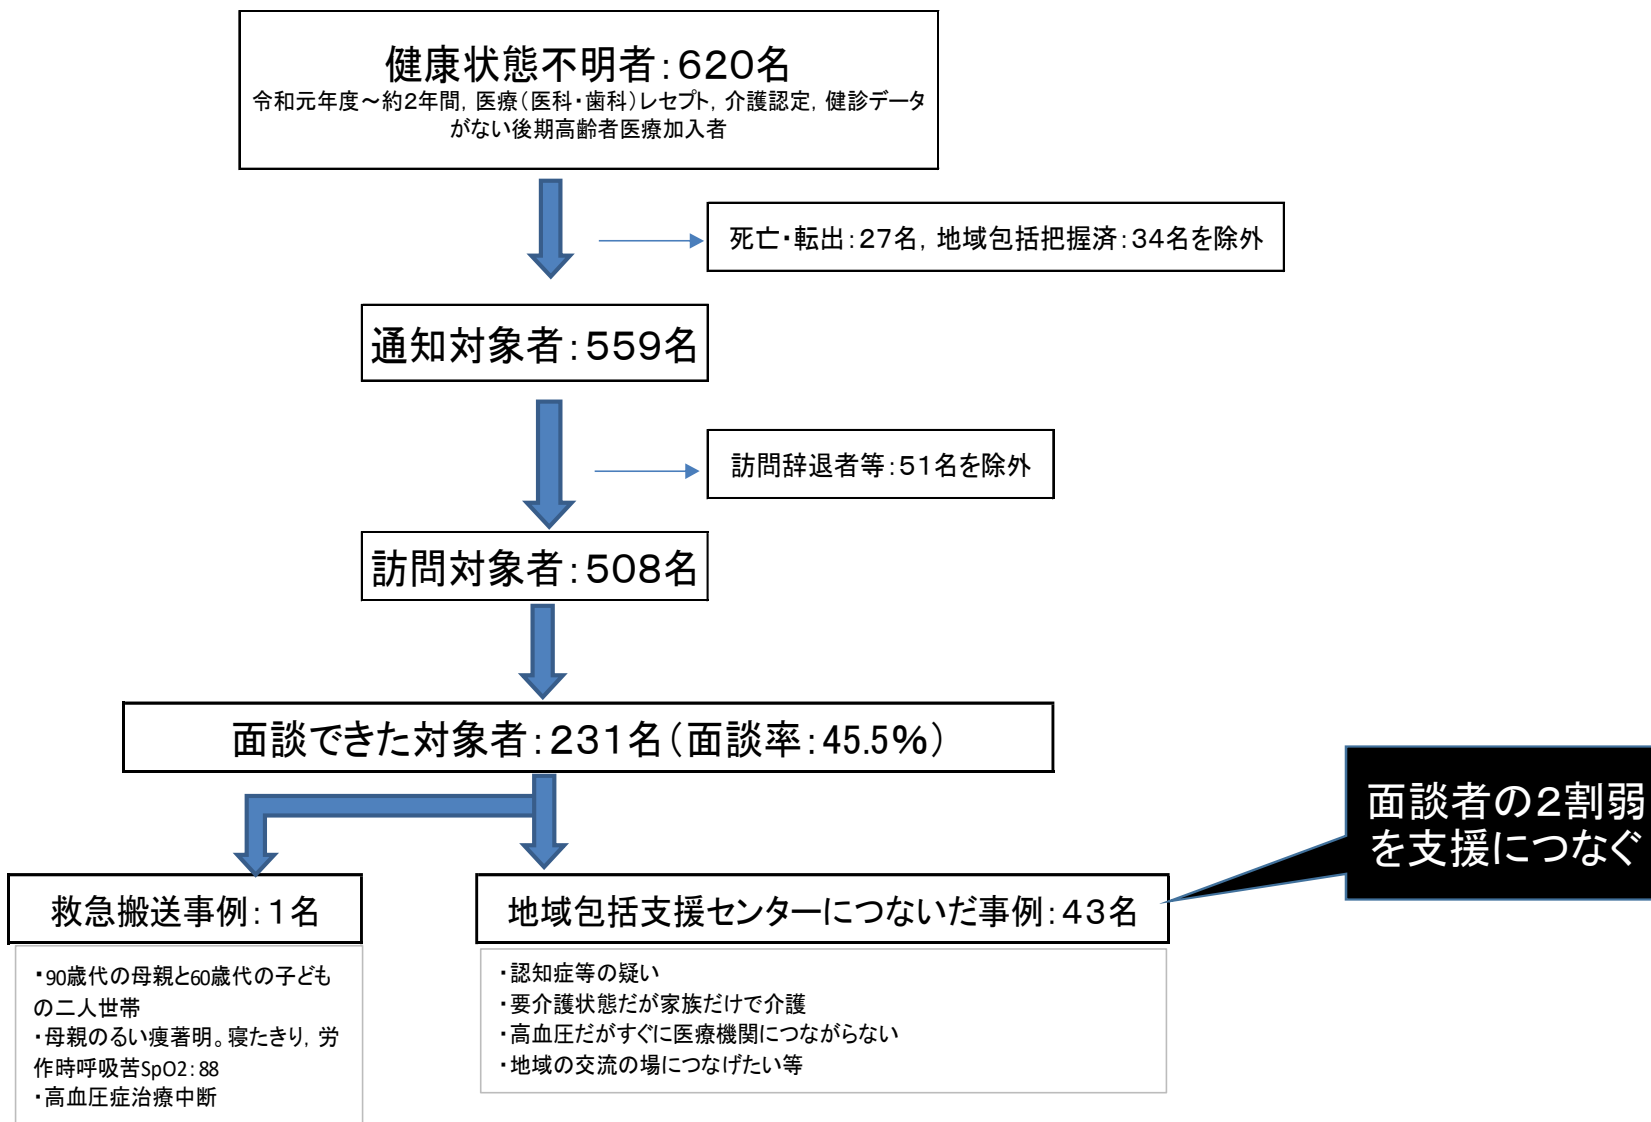 健康状態不明者：６２０名
令和元年度～約２年間，医療（医科・歯科）レセプト，介護認定，健診データ
がない後期高齢者医療加入者
死亡・転出：２７名，地域包括把握済：３４名を除外
通知対象者：５５９名
訪問辞退者等：５１名を除外
訪問対象者：５０８名
面談できた対象者：２３１名（面談率：45.5％）
面談者の２割弱
を支援につなぐ
救急搬送事例：１名
・90歳代の母親と60歳代の子ども
の二人世帯
・母親のるい痩著明。寝たきり，労
作時呼吸苦SpO2：88
・高血圧症治療中断
地域包括支援センターにつないだ事例：４３名
・認知症等の疑い
・要介護状態だが家族だけで介護
・高血圧だがすぐに医療機関につながらない
・地域の交流の場につなげたい等